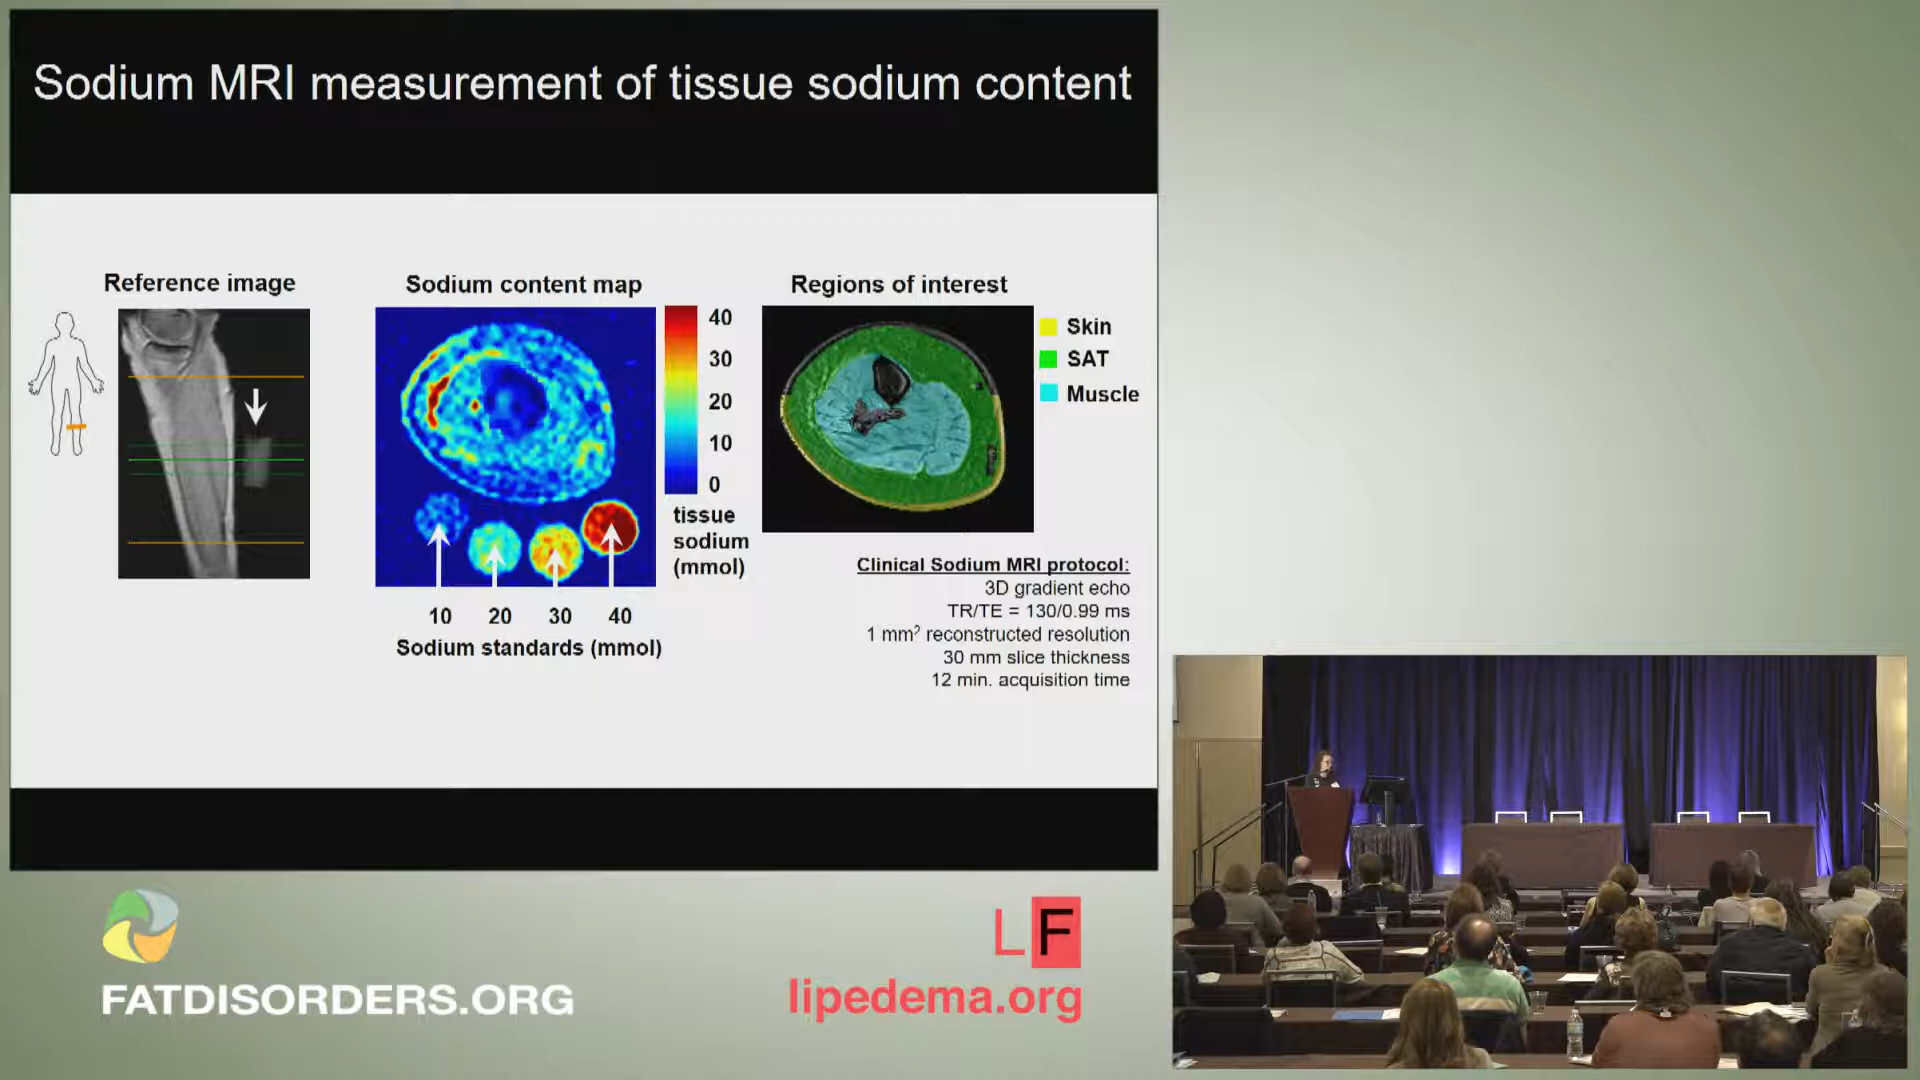 Sodium MRI measurement of tissue sodium content
Reference image
Sodium content map
40
30
20
10
0
tissue
sodium
(mmol)
10 20 30 40
Sodium standards (mmol)
Regions of interest
Skin
SAT
Muscle
Clinical Sodium MRI protocol:
3D gradient echo
TR/TE = 130/0.99 ms
1 mm² reconstructed resolution
30 mm slice thickness
12 min. acquisition time
FATDISORDERS.ORG
LF
lipedema.org